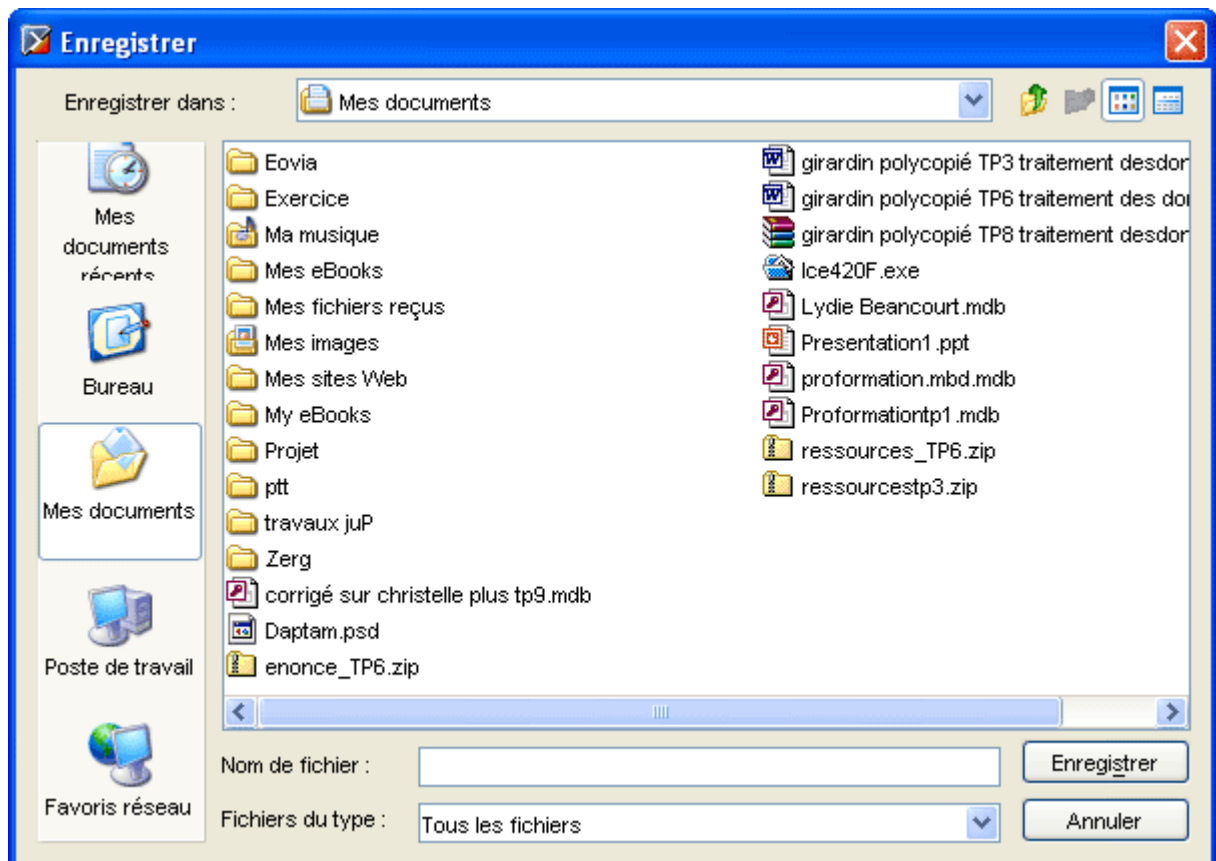 Enregistrer
Enregistrer dans :
Mes documents
Mes
documents
récents
Bureau
Mes documents
Poste de travail
Favoris réseau
Eovia
Exercice
Ma musique
Mes eBooks
Mes fichiers reçus
Mes images
Mes sites Web
My eBooks
Projet
ptt
travaux juP
Zerg
corrigé sur christelle plus tp9.mdb
Daptam.psd
enonce_TP6.zip
girardin polycopié TP3 traitement desdor
girardin polycopié TP6 traitement des do
girardin polycopié TP8 traitement desdor
Ice420F.exe
Lydie Beancourt.mdb
Presentation1.ppt
proformation.mbd.mdb
Proformationtp1.mdb
ressources_TP6.zip
ressourcestp3.zip
Nom de fichier :
Enregistrer
Fichiers du type :
Tous les fichiers
Annuler